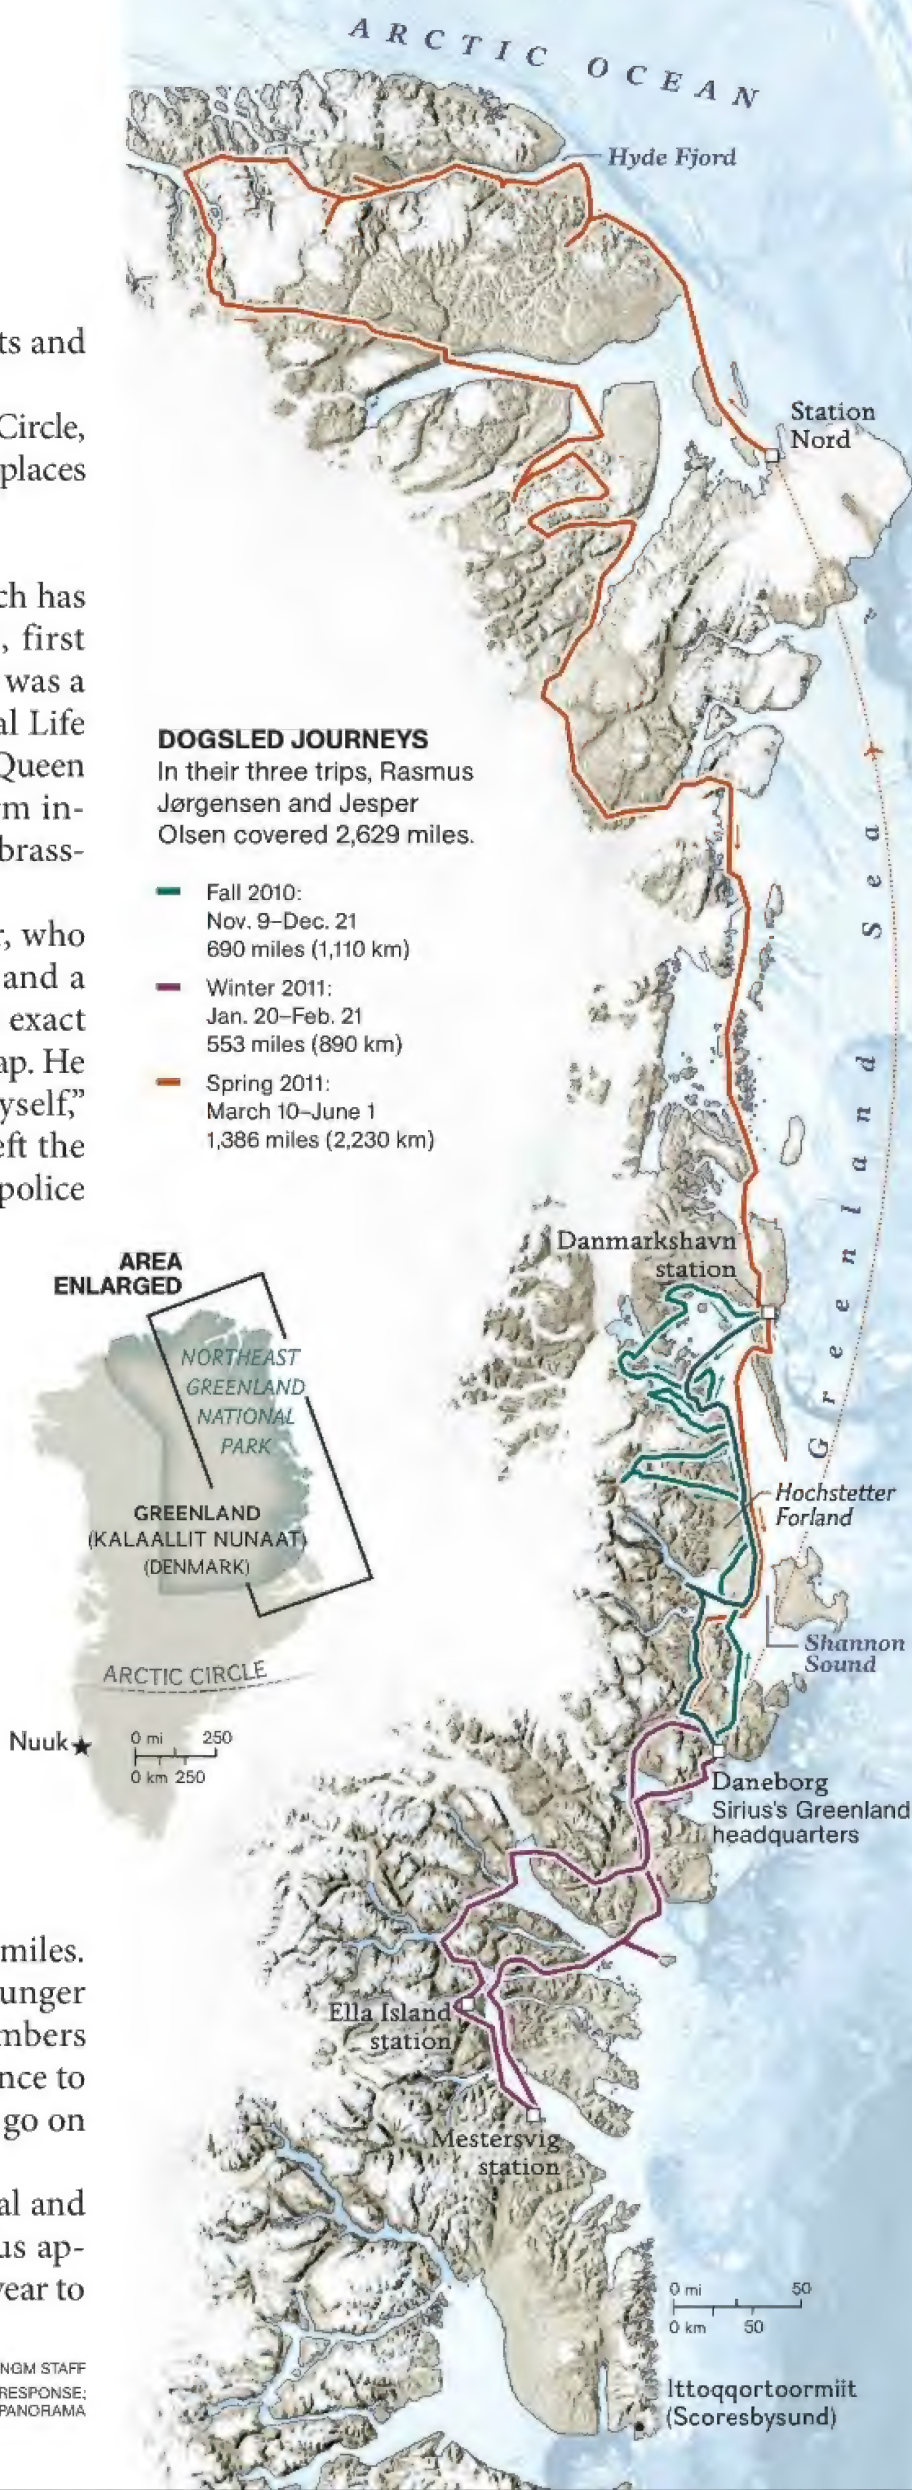 ARCTIC OCEAN
Hyde Fjord
ts and
Circle,
places
Station
Nord
ch has
, first
was a
al Life
Queen
rm in-
brass-
r, who
and a
exact
ap. He
yself,”
eft the
police
DOGSLED JOURNEYS
In their three trips, Rasmus
Jørgensen and Jesper
Olsen covered 2,629 miles.
Fall 2010:
Nov. 9–Dec. 21
690 miles (1,110 km)
Winter 2011:
Jan. 20–Feb. 21
553 miles (890 km)
Spring 2011:
March 10–June 1
1,386 miles (2,230 km)
Greenland Sea
Danmarkshavn
station
AREA
ENLARGED
NORTHEAST
GREENLAND
NATIONAL
PARK
GREENLAND
(KALAALLIT NUNAAT)
(DENMARK)
ARCTIC CIRCLE
Nuuk
0 mi 250
0 km 250
Hochstetter
Forland
Shannon
Sound
Daneborg
Sirius's Greenland
headquarters
miles.
unger
mbers
nce to
go on
Ella Island
station
Mestersvig
station
al and
us ap-
year to
0 mi 50
0 km 50
NGM STAFF
RESPONSE;
PANORAMA
Ittoqqortoormiit
(Scoresbysund)